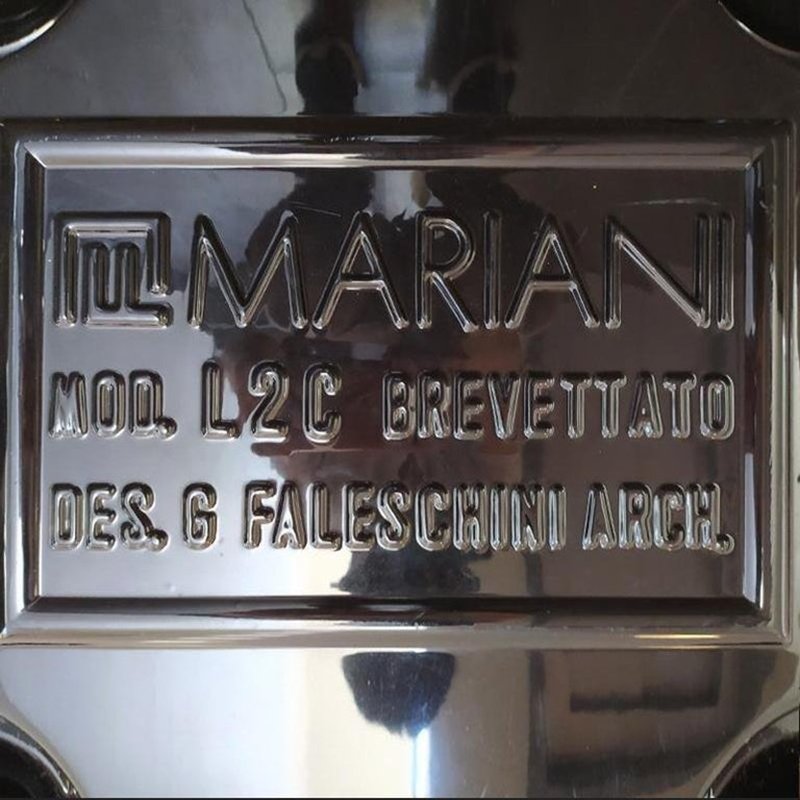 m MARIANI
MOD. L2C BREVETTATO
DES. G FALESCHINI ARCH.